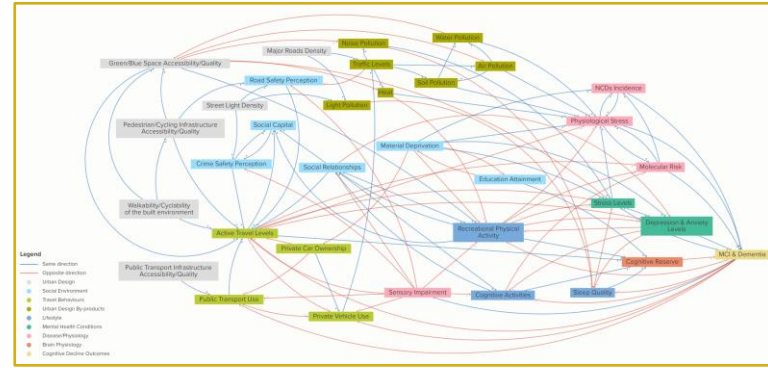 Water Pollution
Noise Pollution
Major Roads Density
Green/Blue Space Accessibility/Quality
Traffic Levels
Air Pollution
Road Safety Perception
Soil Pollution
NCDs Incidence
Heat
Street Light Density
Light Pollution
Pedestrian/Cycling Infrastructure
Accessibility/Quality
Social Capital
Physiological Stress
Material Deprivation
Crime Safety Perception
Social Relationships
Molecular Risk
Education Attainment
Walkability/Cyclability
of the built environment
Stress Levels
Active Travel Levels
Recreational Physical
Activity
Depression & Anxiety
Levels
Private Car Ownership
MCI & Dementia
Cognitive Reserve
Public Transport Infrastructure
Accessibility/Quality
Public Transport Use
Sensory Impairment
Cognitive Activities
Sleep Quality
Private Vehicle Use
Legend
Same direction
Opposite direction
Urban Design
Social Environment
Travel Behaviours
Urban Design By-products
Lifestyle
Mental Health Conditions
Disease/Physiology
Brain Physiology
Cognitive Decline Outcomes